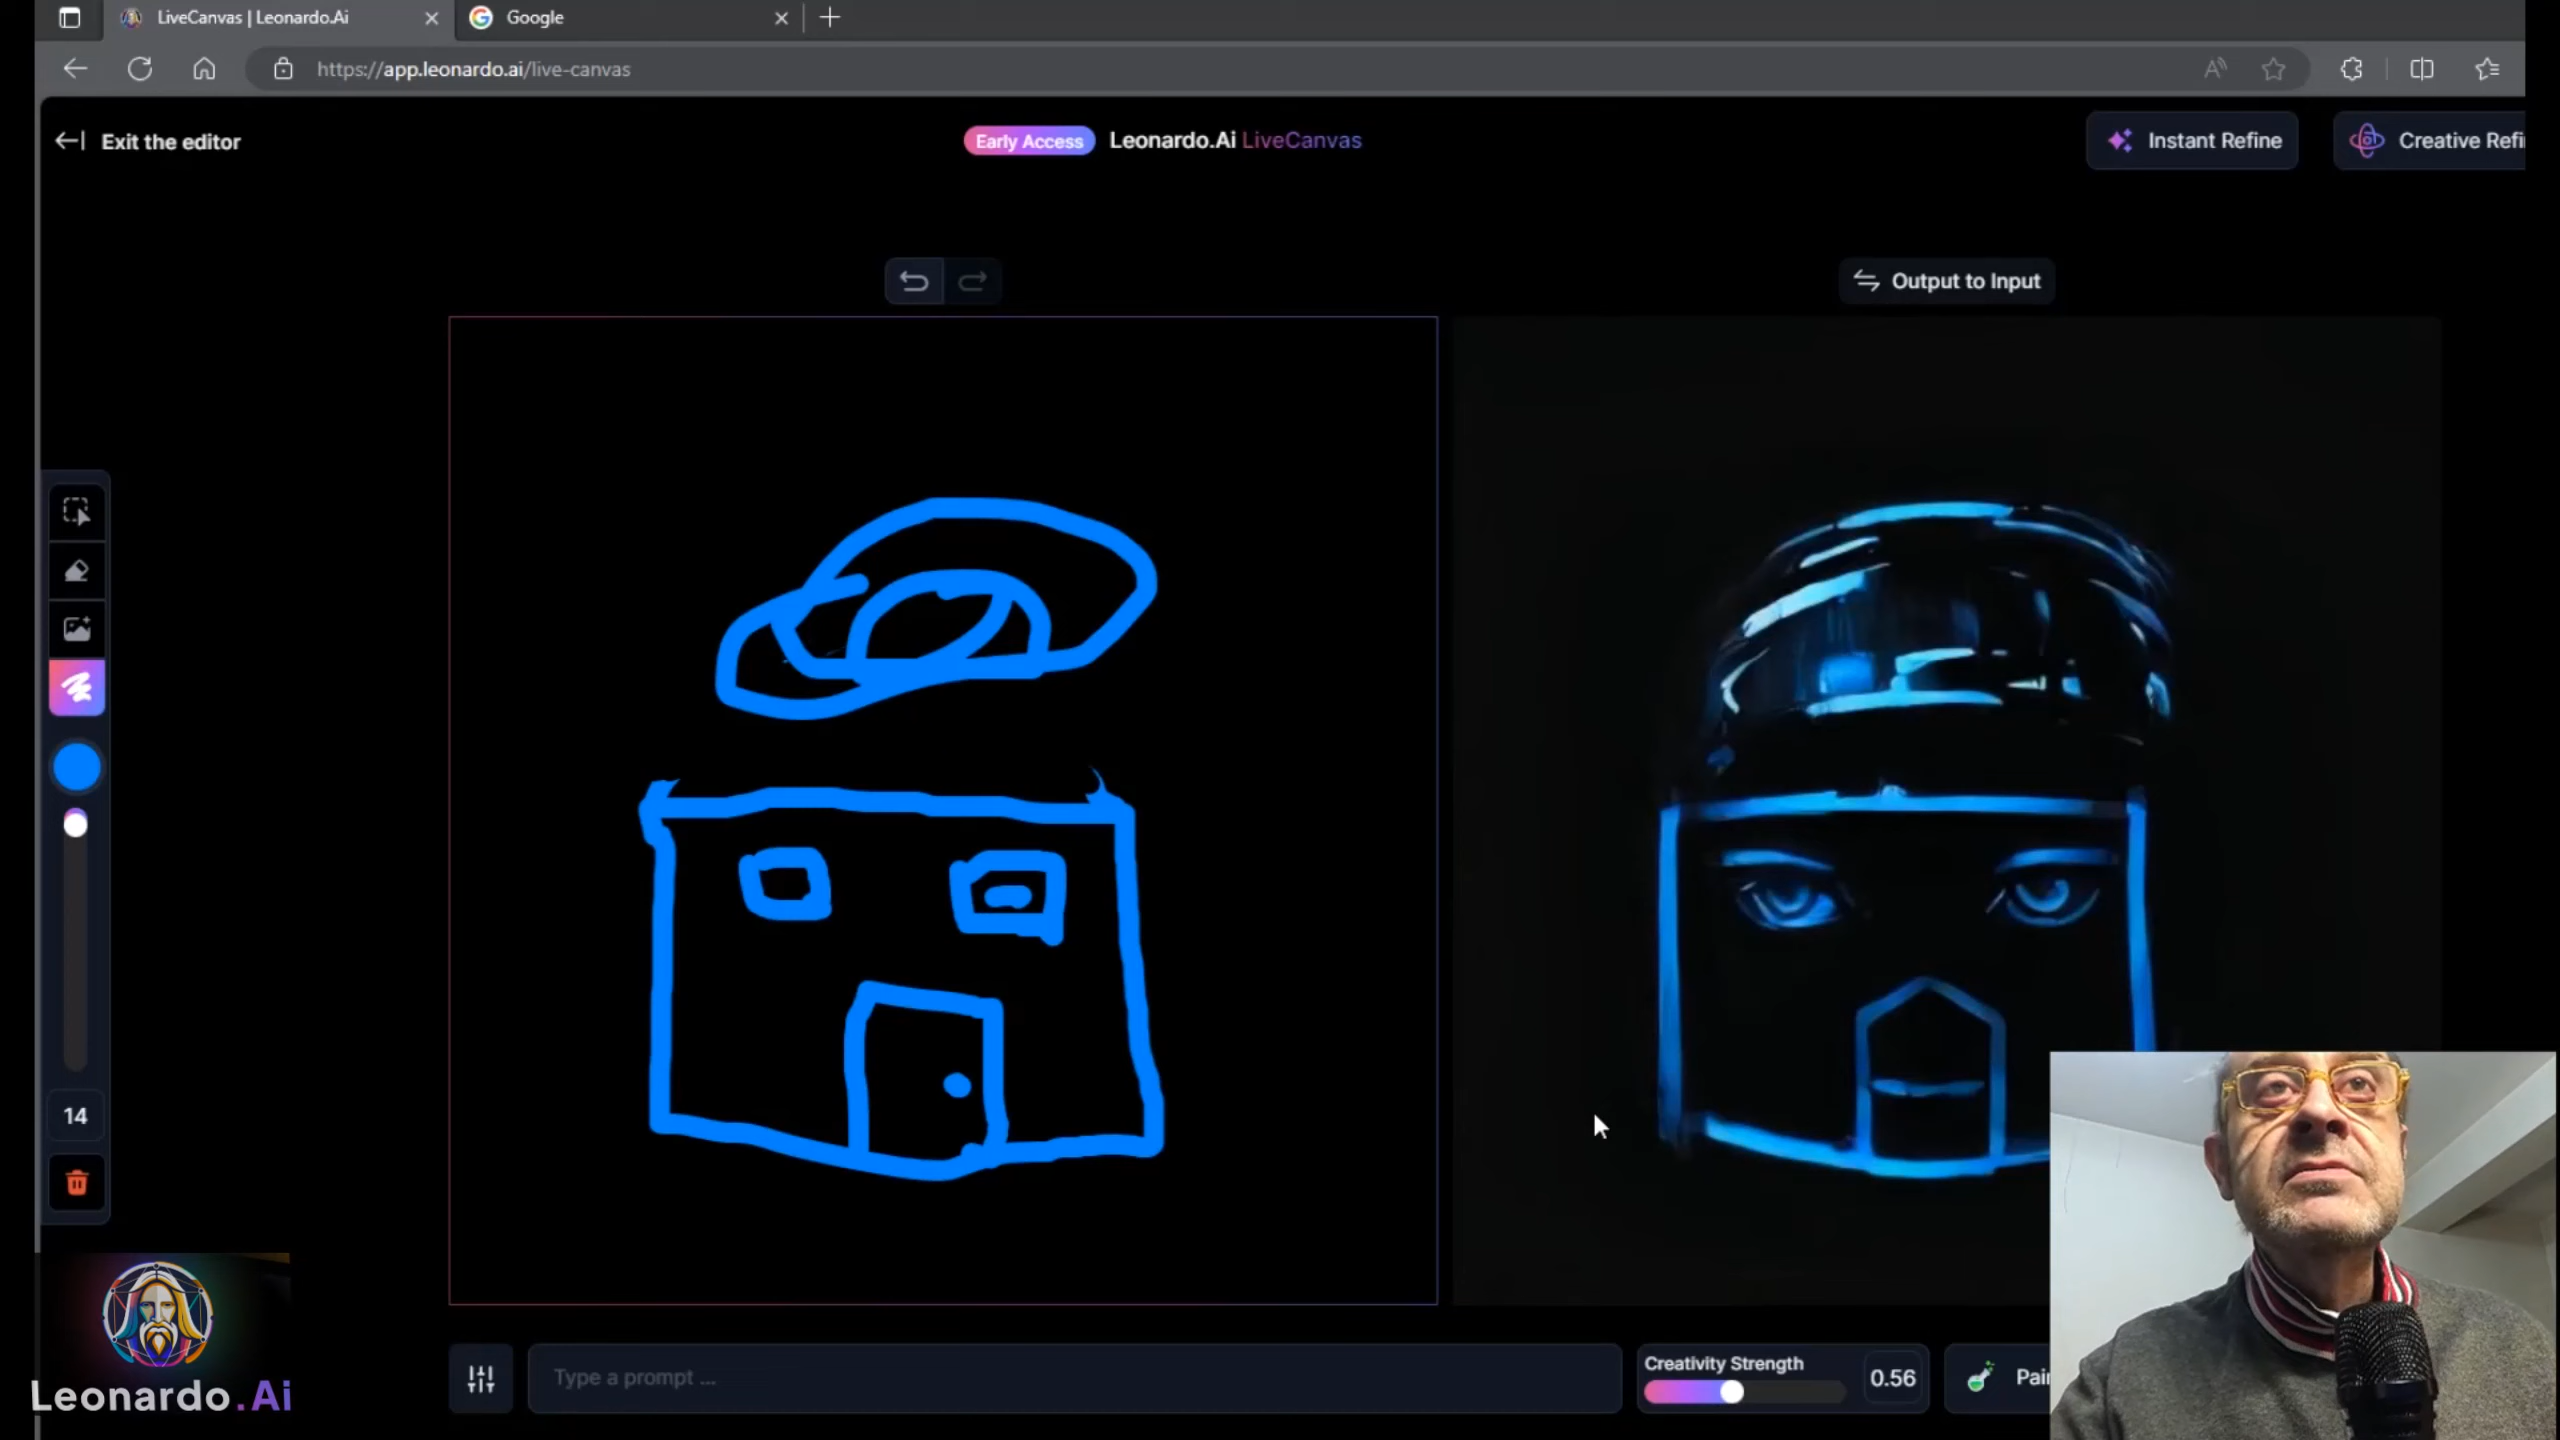 LiveCanvas | Leonardo.Ai
Google
https://app.leonardo.ai/live-canvas
Exit the editor
Early Access Leonardo.Ai LiveCanvas
Instant Refine
Creative Refi
Output to Input
14
Type a prompt ...
Creativity Strength
0.56
Pai
Leonardo.Ai